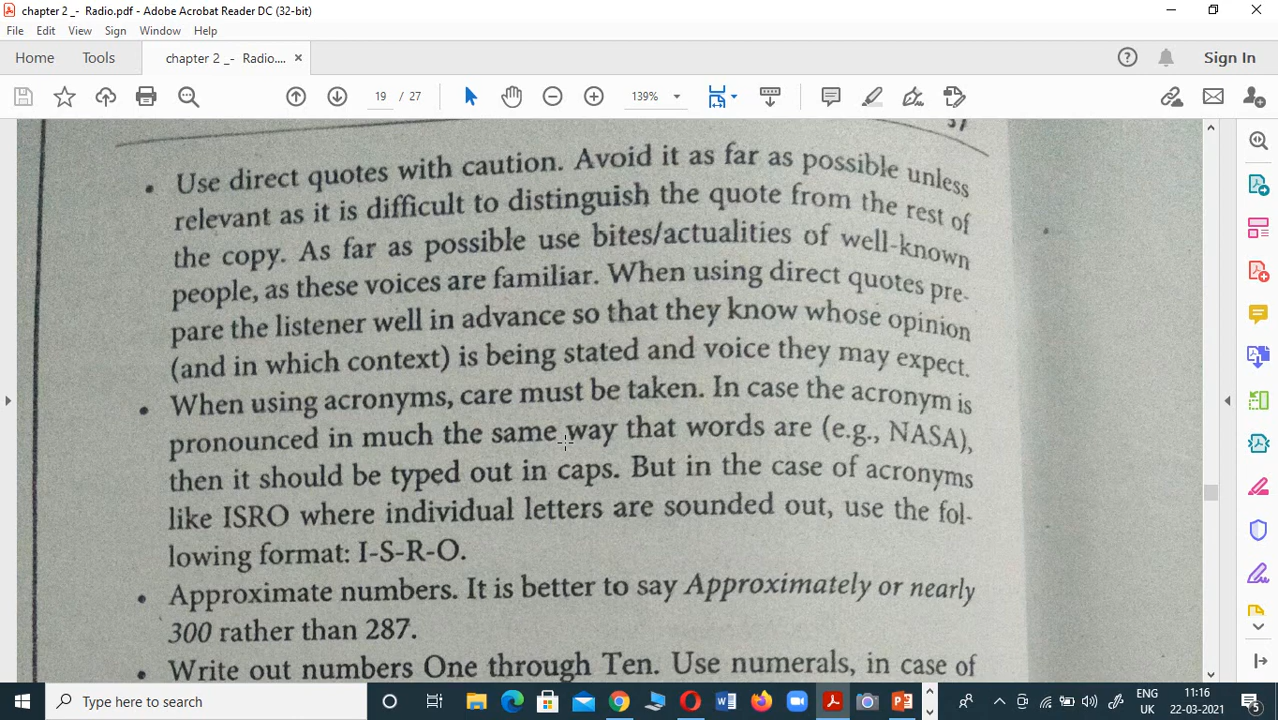 chapter 2 _- Radio.pdf - Adobe Acrobat Reader DC (32-bit)
File Edit View Sign Window Help
Home Tools chapter 2 _- Radio.... × Sign In
19 / 27 139%
37
• Use direct quotes with caution. Avoid it as far as possible unless
relevant as it is difficult to distinguish the quote from the rest of
the copy. As far as possible use bites/actualities of well-known
people, as these voices are familiar. When using direct quotes pre-
pare the listener well in advance so that they know whose opinion
(and in which context) is being stated and voice they may expect.
• When using acronyms, care must be taken. In case the acronym is
pronounced in much the same way that words are (e.g., NASA),
then it should be typed out in caps. But in the case of acronyms
like ISRO where individual letters are sounded out, use the fol-
lowing format: I-S-R-O.
• Approximate numbers. It is better to say Approximately or nearly
300 rather than 287.
• Write out numbers One through Ten. Use numerals, in case of
Type here to search
ENG 11:16
UK 22-03-2021 5